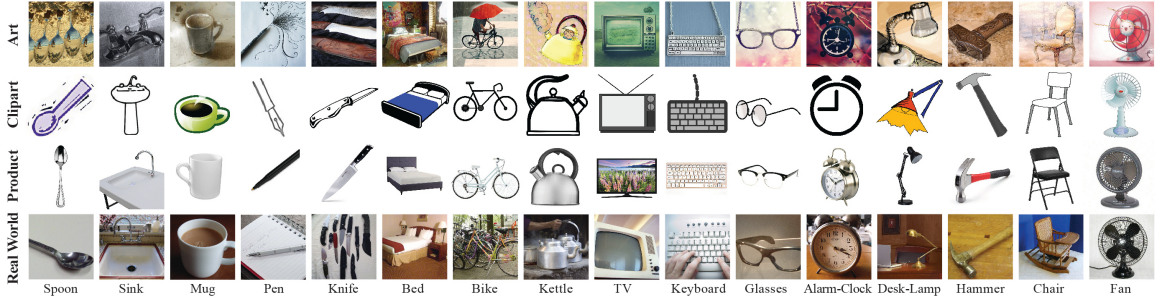 Art
Clipart
Product
Real World
Spoon Sink Mug Pen Knife Bed Bike Kettle TV Keyboard Glasses Alarm-Clock Desk-Lamp Hammer Chair Fan